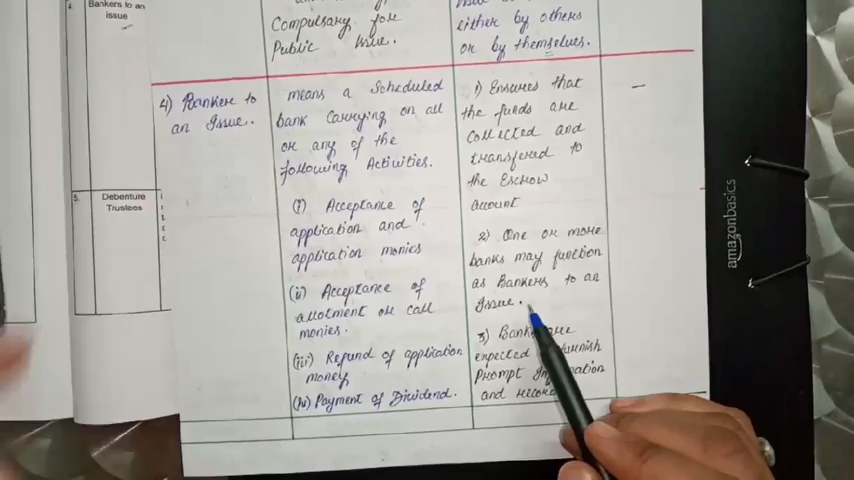 4.
Bankers to an
issue
5.
Debenture
Trustees
Compulsary for
Public Issue.
either by others
or by themselves.
4) Banker to
an Issue.
means a Scheduled
bank Carrying on all
or any of the
following Activities.
(i) Acceptance of
application and
application monies
(ii) Acceptance of
allotment or call
monies.
(iii) Refund of application
money
(iv) Payment of Dividend.
1) Ensures that
the funds are
collected and
transfered to
the Escrow
account
2) One or more
banks may function
as Bankers to an
Issue.
3)
expected
Prompt
and
–
amazonbasics